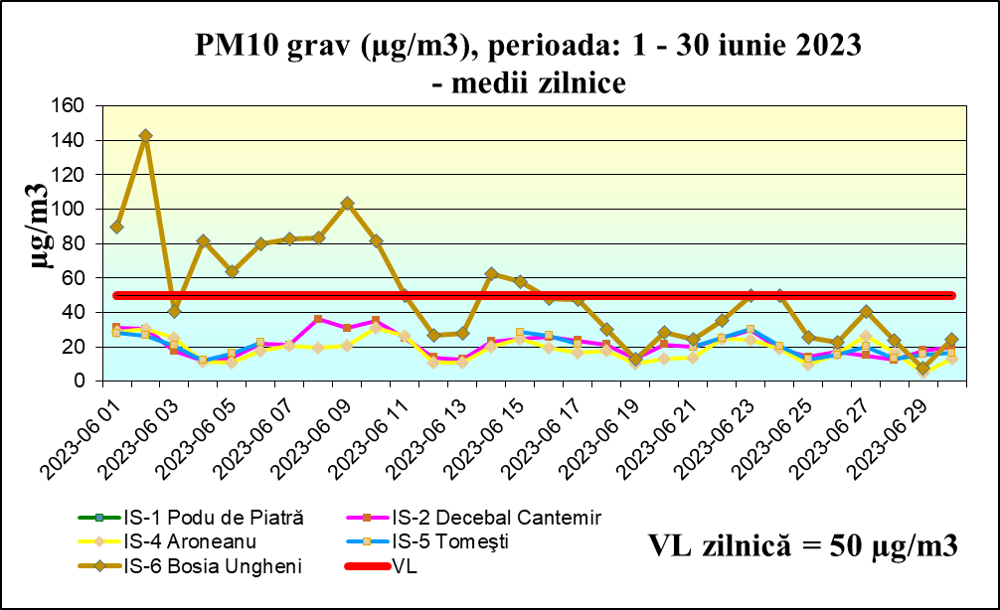 PM10 grav (µg/m3), perioada: 1 - 30 iunie 2023
- medii zilnice
µg/m3
160
140
120
100
80
60
40
20
0
2023-06 01
2023-06 03
2023-06 05
2023-06 07
2023-06 09
2023-06 11
2023-06 13
2023-06 15
2023-06 17
2023-06 19
2023-06 21
2023-06 23
2023-06 25
2023-06 27
2023-06 29
IS-1 Podu de Piatră
IS-2 Decebal Cantemir
IS-4 Aroneanu
IS-5 Tomeşti
IS-6 Bosia Ungheni
VL
VL zilnică = 50 µg/m3